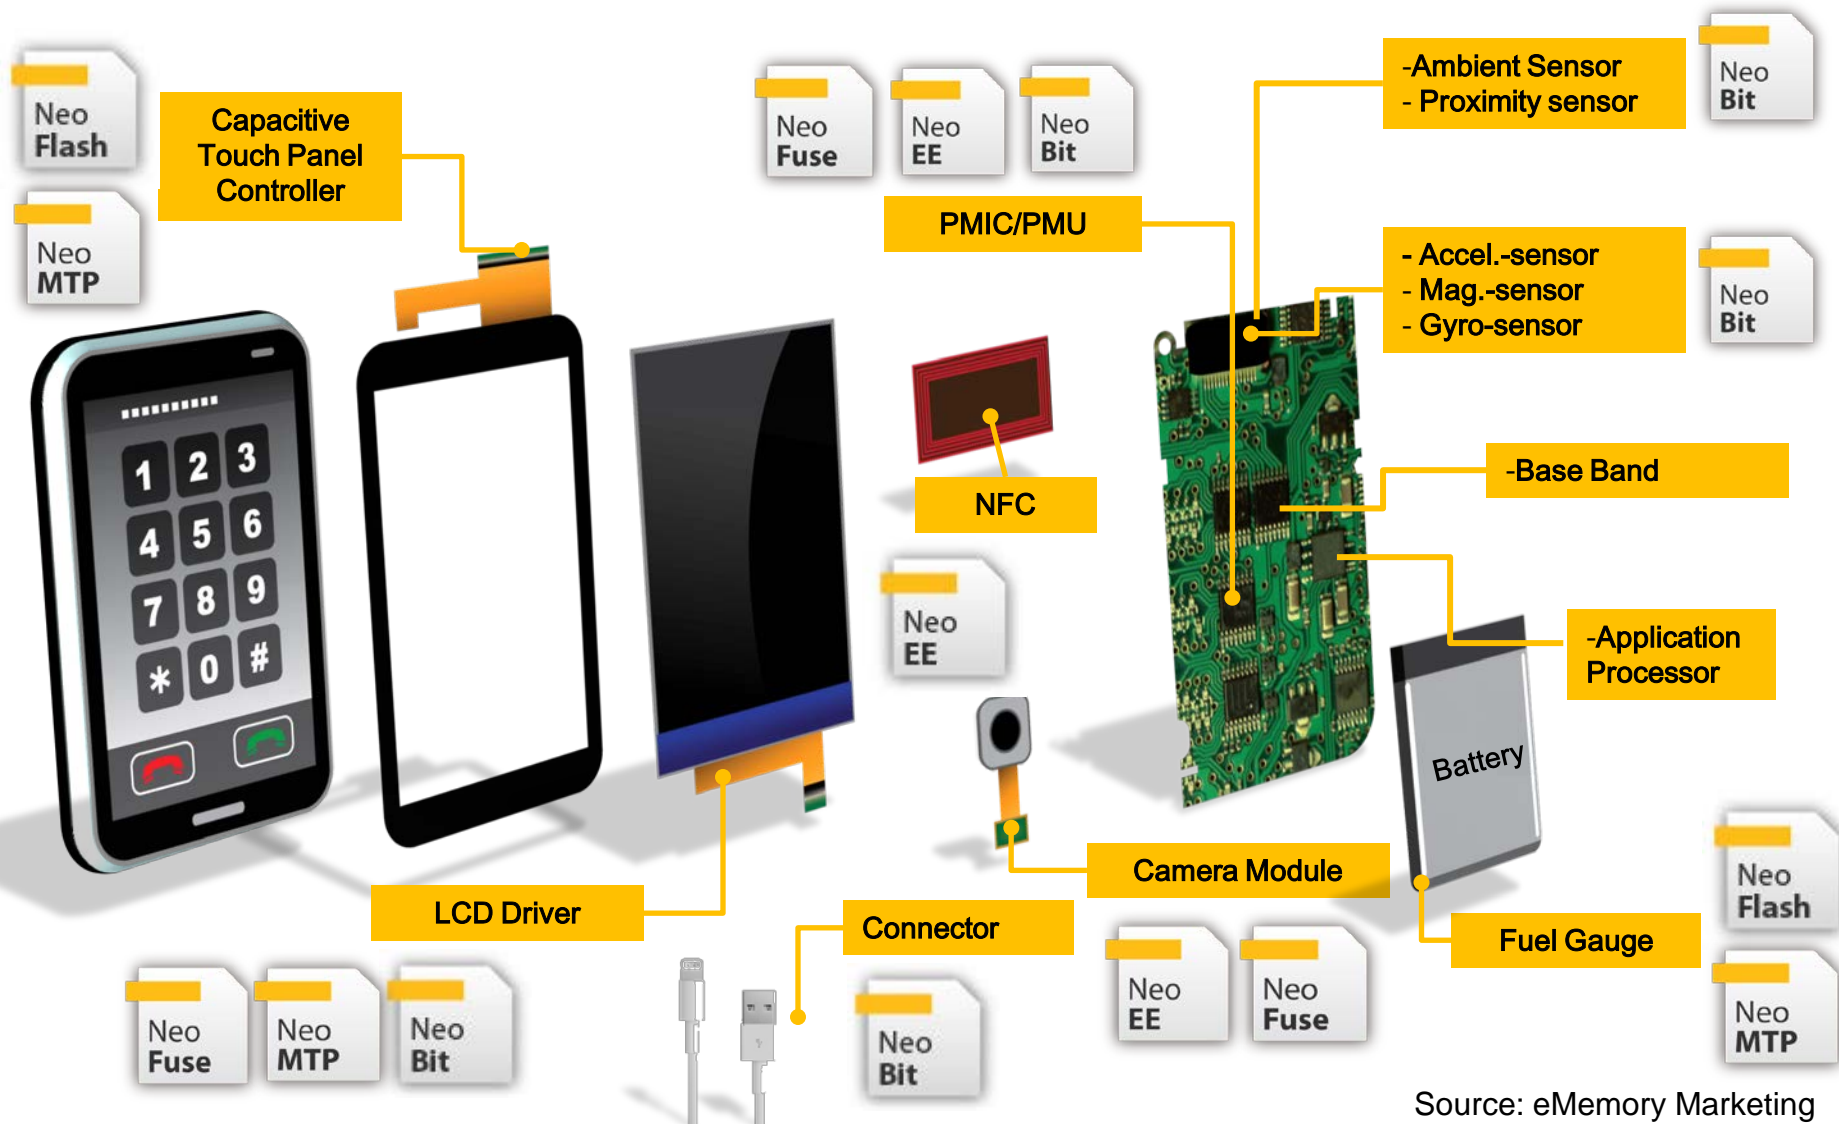 Neo
Flash
Neo
MTP
Capacitive
Touch Panel
Controller
Neo
Fuse
Neo
EE
Neo
Bit
PMIC/PMU
-Ambient Sensor
- Proximity sensor
Neo
Bit
- Accel.-sensor
- Mag.-sensor
- Gyro-sensor
Neo
Bit
1 2 3
4 5 6
7 8 9
* 0 #
NFC
Neo
EE
-Base Band
-Application
Processor
Battery
Camera Module
Neo
EE
Neo
Fuse
LCD Driver
Neo
Fuse
Neo
MTP
Neo
Bit
Connector
Neo
Bit
Fuel Gauge
Neo
Flash
Neo
MTP
Source: eMemory Marketing